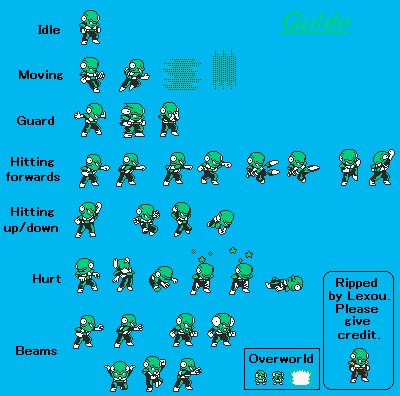 Guido
Idle
Moving
Guard
Hitting
forwards
Hitting
up/down
Hurt
Beams
Overworld
Ripped
by Lexou.
Please
give
credit.